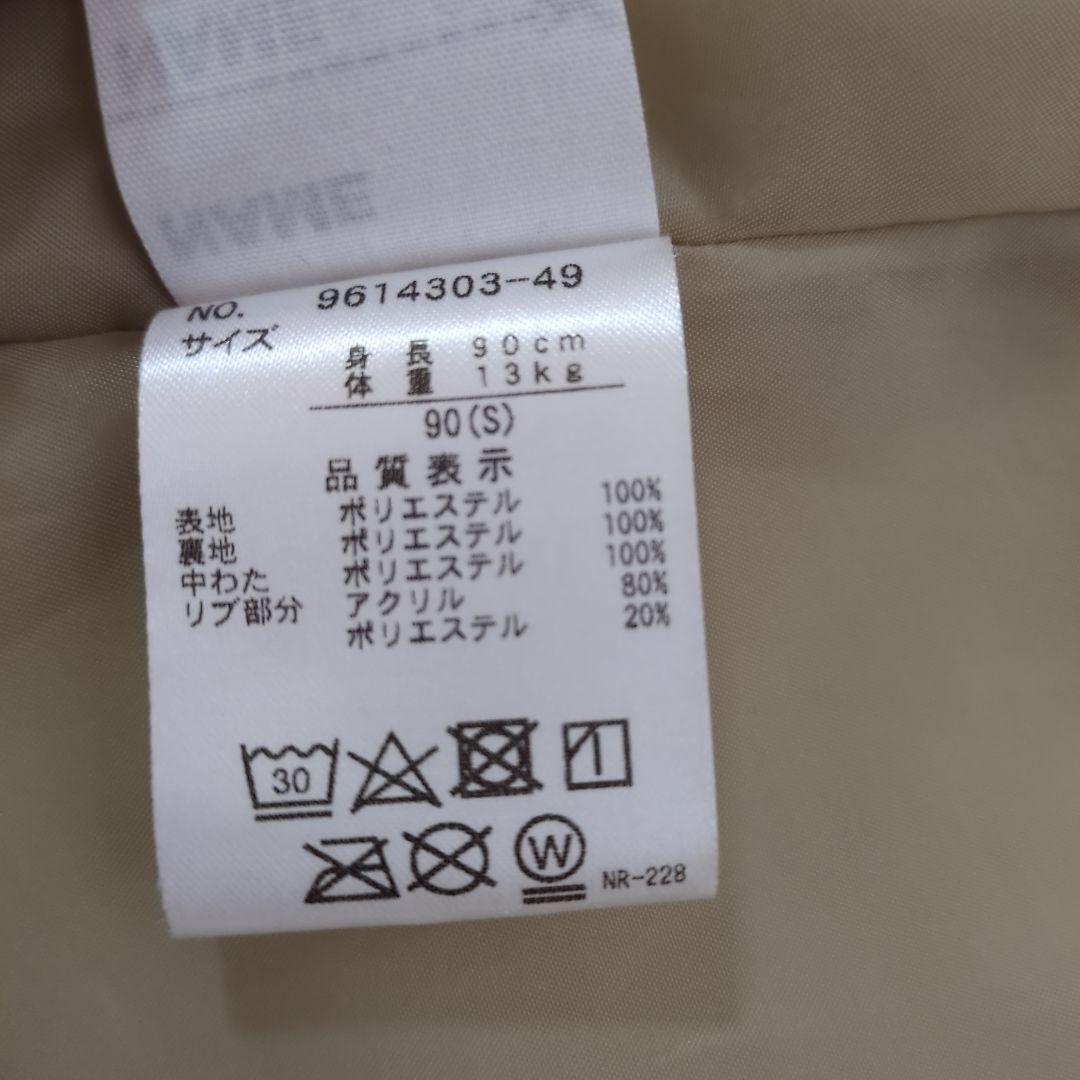 NAME
NAME
NO. 9614303-49
サイズ 身長 90cm
体重 13kg
90(S)
品質表示
表地 ポリエステル 100%
裏地 ポリエステル 100%
中わた ポリエステル 100%
リブ部分 アクリル 80%
ポリエステル 20%
30
W NR-228